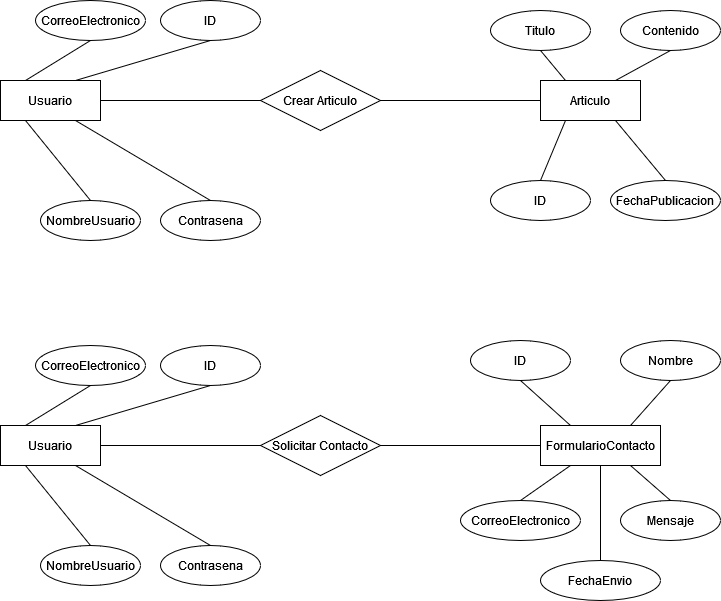 CorreoElectronico
ID
Titulo
Contenido
Usuario
Crear Articulo
Articulo
NombreUsuario
Contrasena
ID
FechaPublicacion
CorreoElectronico
ID
ID
Nombre
Usuario
Solicitar Contacto
FormularioContacto
CorreoElectronico
Mensaje
NombreUsuario
Contrasena
FechaEnvio